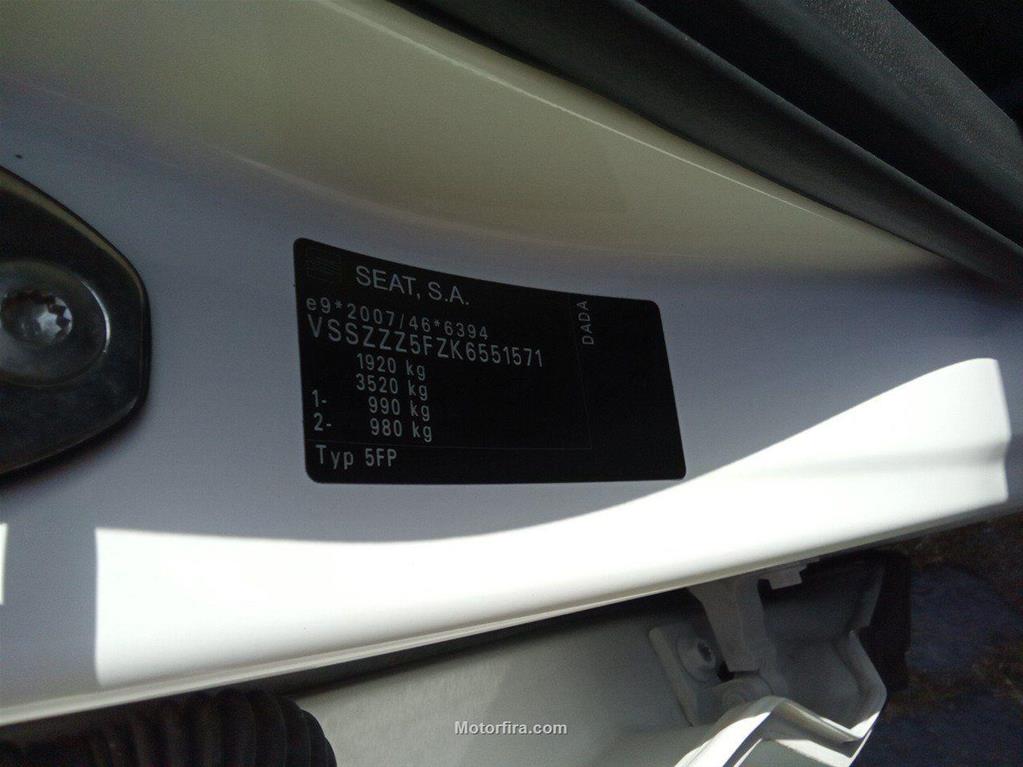 SEAT, S.A.
e9*2007/46*6394
VSSZZZ5FZK6551571
1920 kg
3520 kg
1- 990 kg
2- 980 kg
Typ 5FP
DADA
Motorfira.com